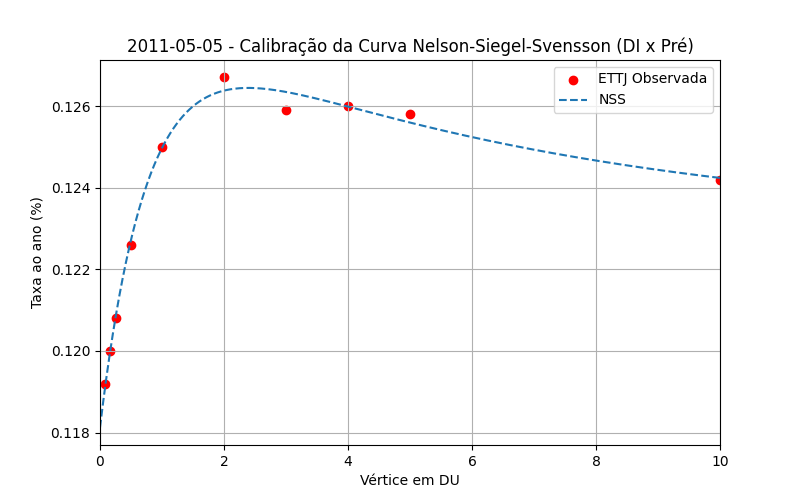 2011-05-05 - Calibração da Curva Nelson-Siegel-Svensson (DI x Pré)
ETTJ Observada
NSS
Taxa ao ano (%)
0.126
0.124
0.122
0.120
0.118
0 2 4 6 8 10
Vértice em DU